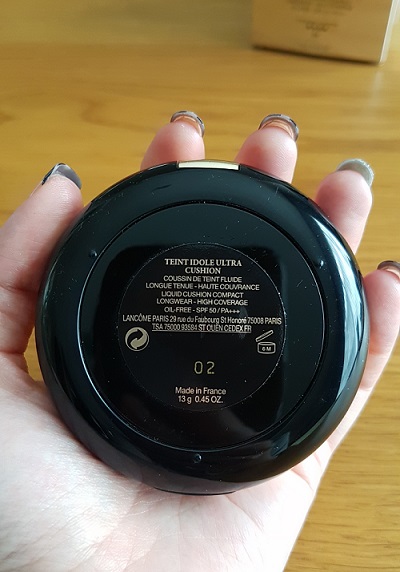 TEINT IDOLE ULTRA
CUSHION
COUSSIN DE TEINT FLUIDE
LONGUE TENUE - HAUTE COUVRANCE
LIQUID CUSHION COMPACT
LONGWEAR - HIGH COVERAGE
OIL-FREE - SPF 50 / PA+++
LANCÔME PARIS 29 rue du Faubourg St Honoré 75008 PARIS
TSA 75000 93584 ST OUEN CEDEX FR
6 M
02
Made in France
13 g 0.45 OZ.